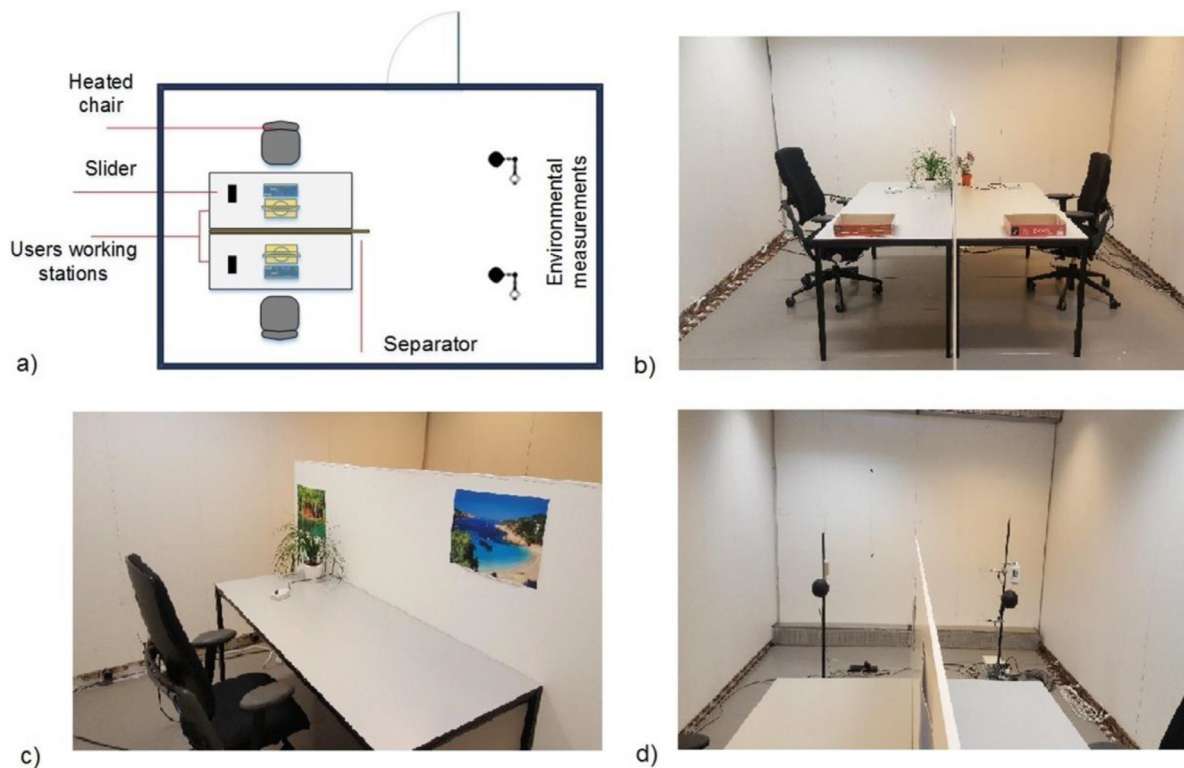 Heated
chair
Slider
Users working
stations
Separator
Environmental
measurements
a)
b)
c)
d)